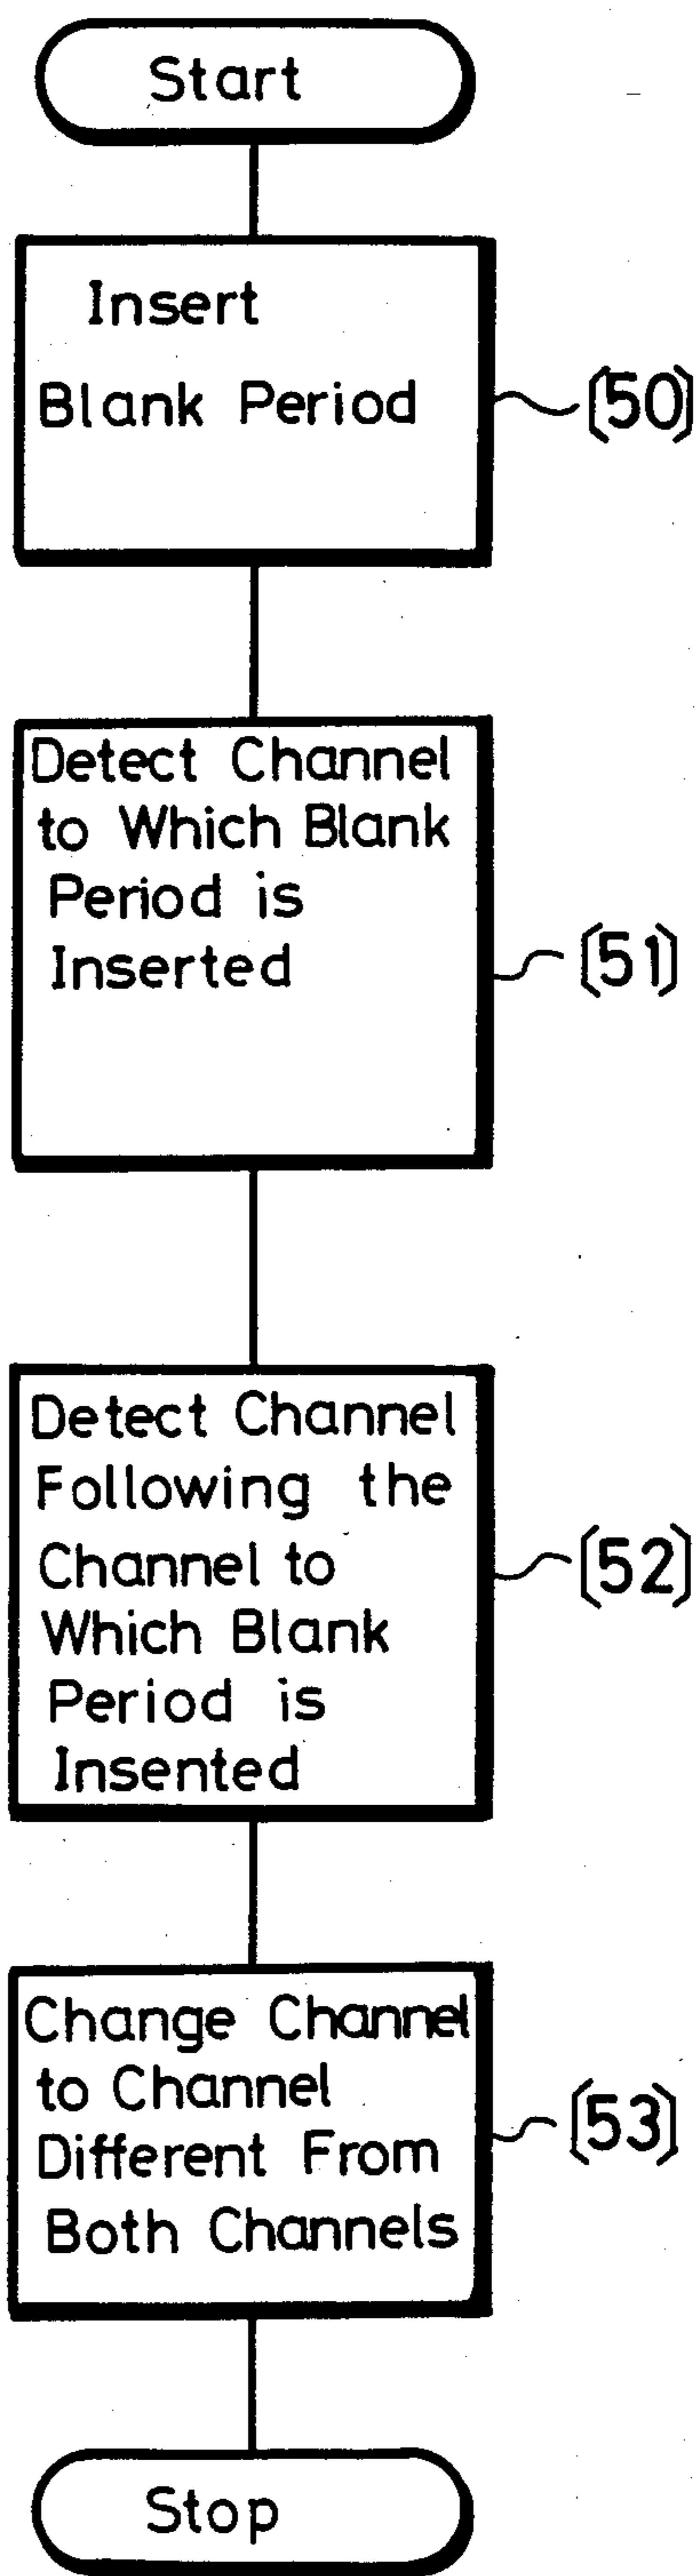 Start
Insert
Blank Period
[50]
Detect Channel
to Which Blank
Period is
Inserted
[51]
Detect Channel
Following the
Channel to
Which Blank
Period is
Insented
[52]
Change Channel
to Channel
Different From
Both Channels
[53]
Stop